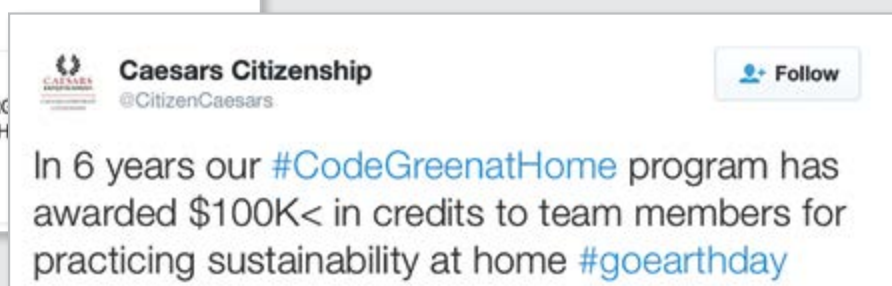 Caesars Citizenship
@CitizenCaesars
Follow
In 6 years our #CodeGreenatHome program has
awarded $100K< in credits to team members for
practicing sustainability at home #goearthday